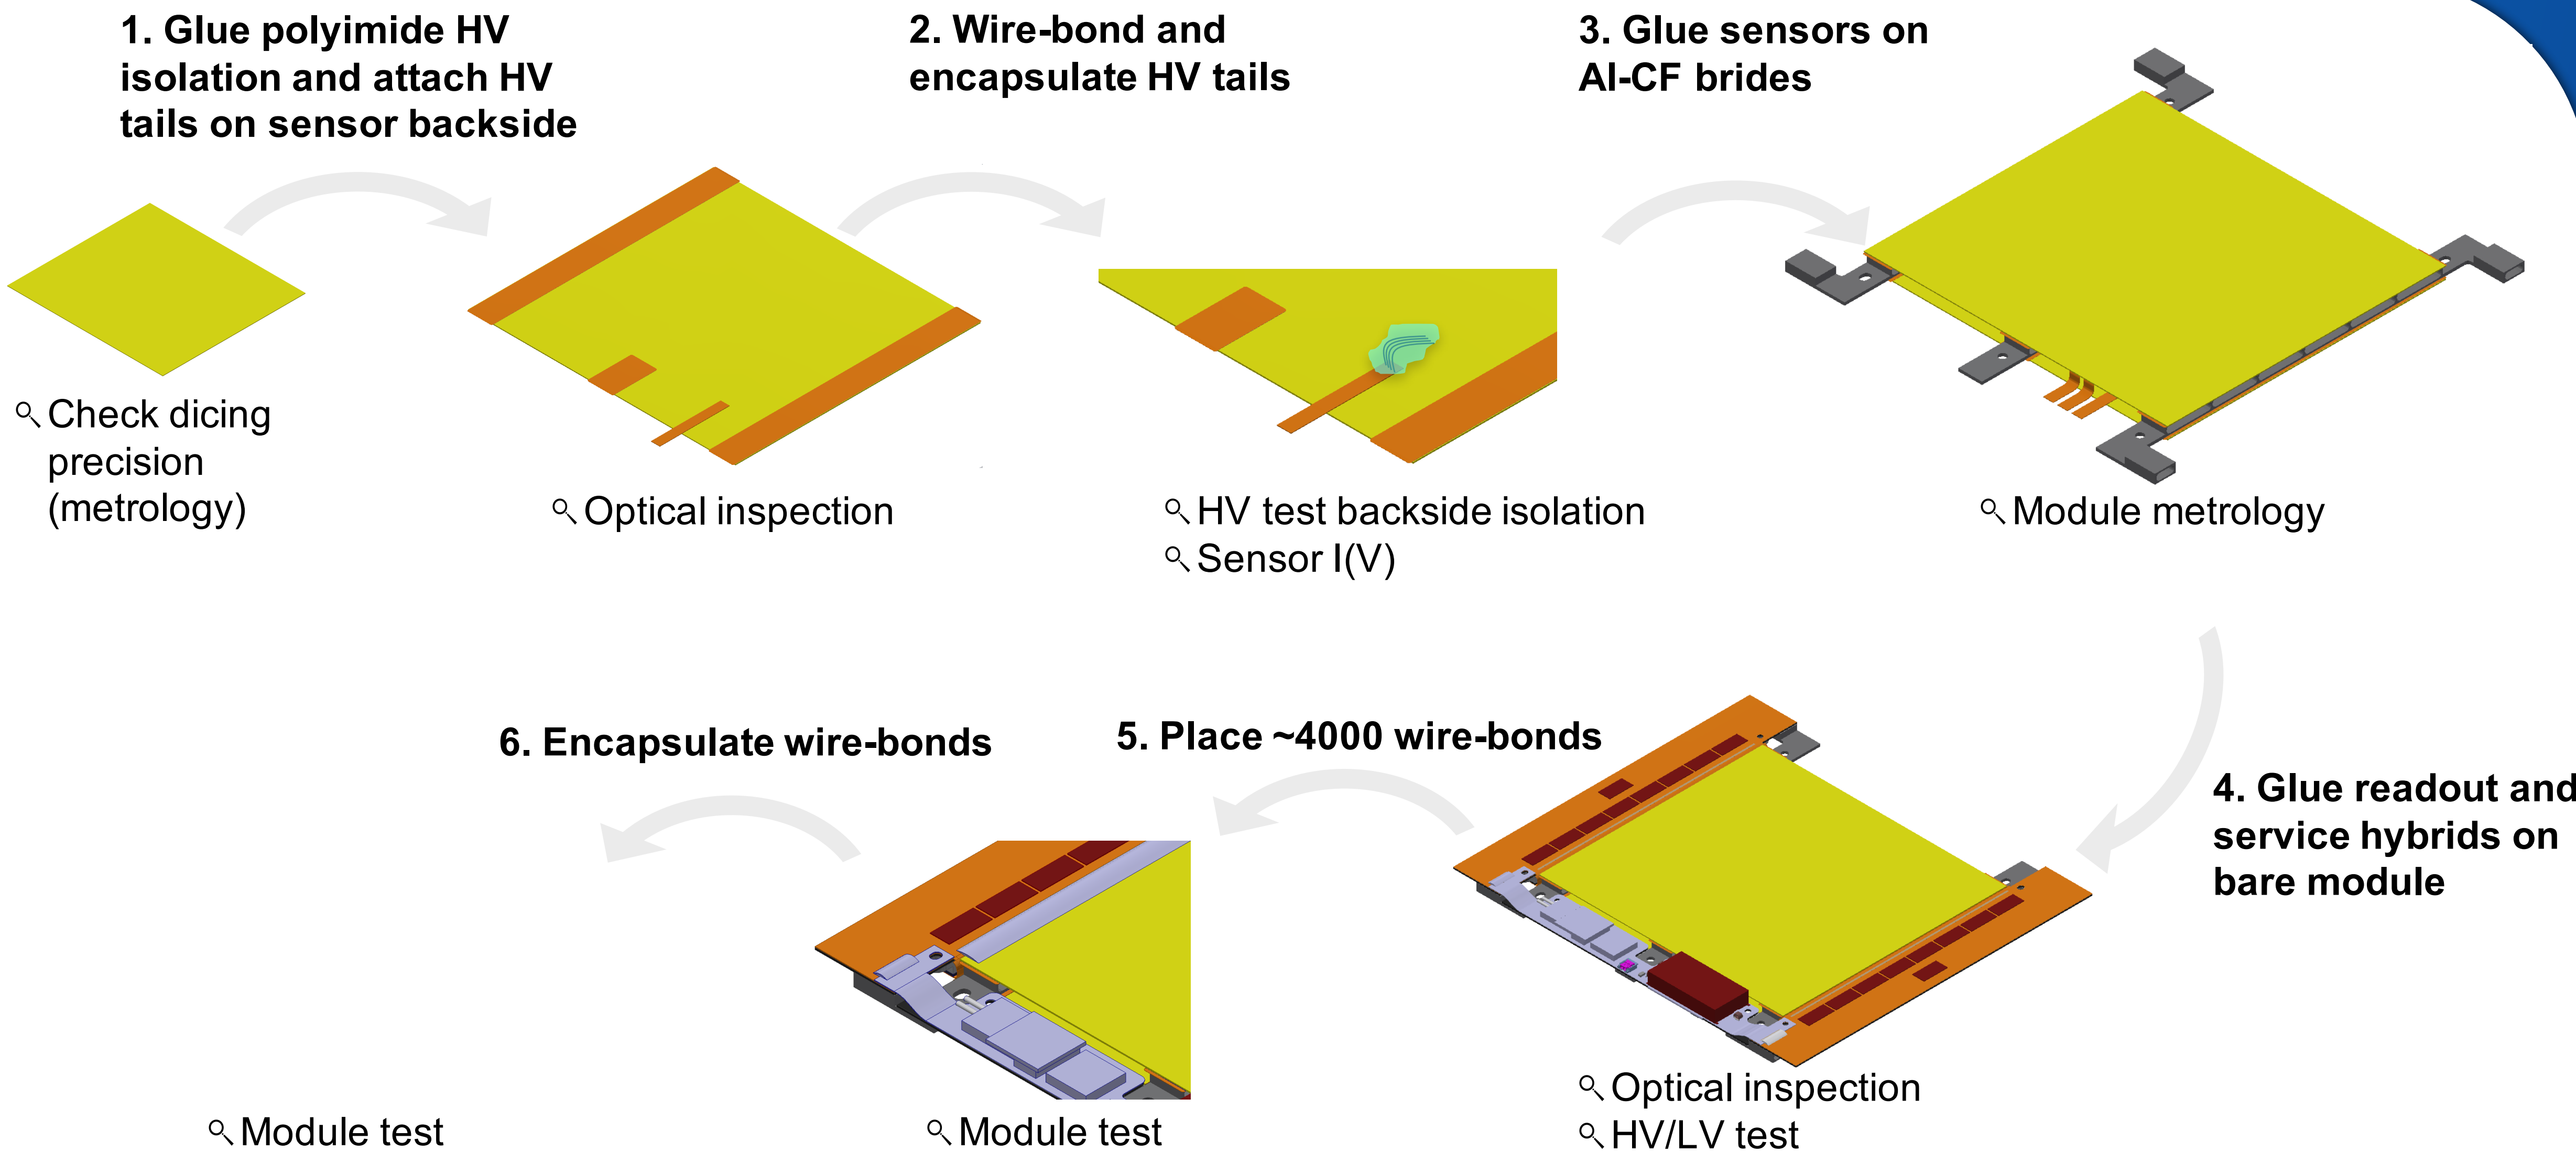 1. Glue polyimide HV
isolation and attach HV
tails on sensor backside
2. Wire-bond and
encapsulate HV tails
3. Glue sensors on
Al-CF brides
Check dicing
precision
(metrology)
Optical inspection
HV test backside isolation
Sensor I(V)
Module metrology
4. Glue readout and
service hybrids on
bare module
5. Place ~4000 wire-bonds
6. Encapsulate wire-bonds
Optical inspection
HV/LV test
Module test
Module test